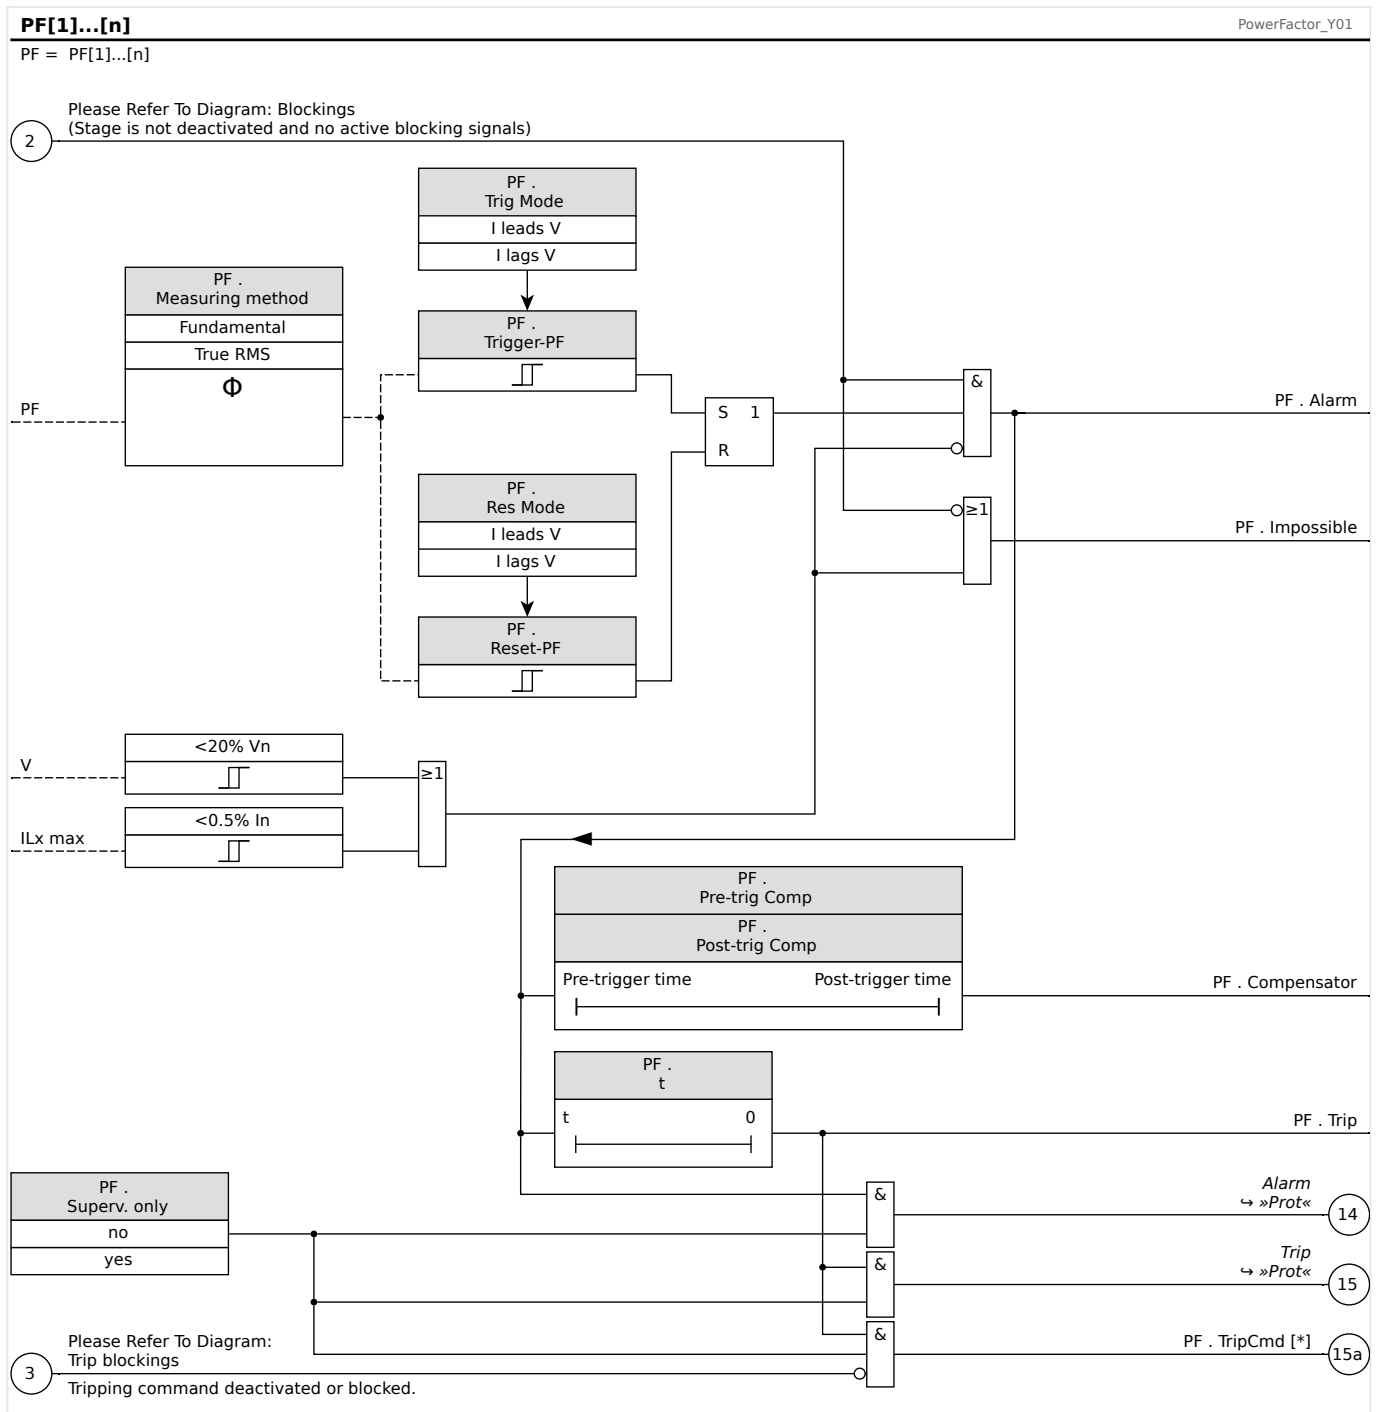 PF[1]...[n]
PowerFactor_Y01
PF = PF[1]...[n]
Please Refer To Diagram: Blockings
(Stage is not deactivated and no active blocking signals)
2
PF .
Trig Mode
I leads V
I lags V
PF .
Measuring method
Fundamental
True RMS
Φ
PF
PF .
Trigger-PF
S 1
R
&
PF . Alarm
PF .
Res Mode
I leads V
I lags V
≥1
PF . Impossible
PF .
Reset-PF
<20% Vn
V
≥1
<0.5% In
ILx max
PF .
Pre-trig Comp
PF .
Post-trig Comp
Pre-trigger time Post-trigger time
PF . Compensator
PF .
t
t 0
PF . Trip
PF .
Superv. only
no
yes
&
Alarm
↪ »Prot«
14
&
Trip
↪ »Prot«
15
&
PF . TripCmd [*]
15a
Please Refer To Diagram:
Trip blockings
3
Tripping command deactivated or blocked.